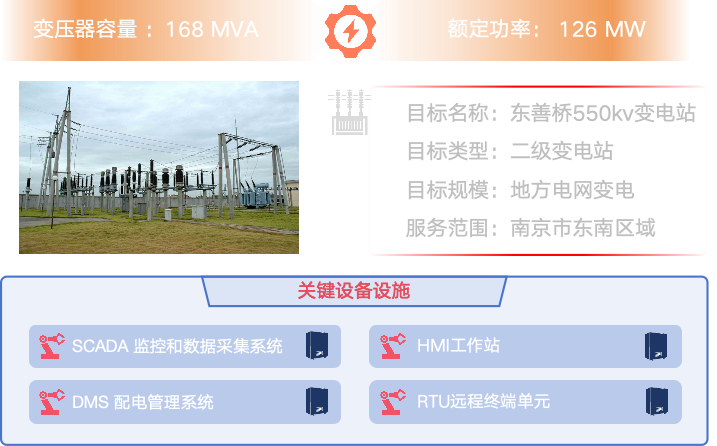 变压器容量：168 MVA
额定功率： 126 MW
目标名称：东善桥550kv变电站
目标类型：二级变电站
目标规模：地方电网变电
服务范围：南京市东南区域
关键设备设施
SCADA 监控和数据采集系统
HMI工作站
DMS 配电管理系统
RTU远程终端单元